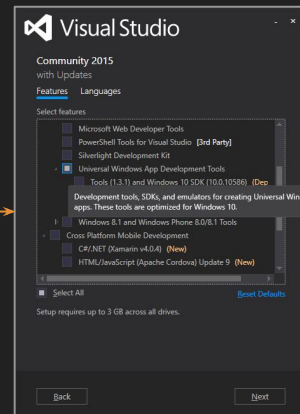 Visual Studio
Community 2015
with Updates
Features Languages
Select features
Microsoft Web Developer Tools
PowerShell Tools for Visual Studio [3rd Party]
Silverlight Development Kit
Universal Windows App Development Tools
Tools (1.3.1) and Windows 10 SDK (10.0.10586) (Dep
Development tools, SDKs, and emulators for creating Universal Win
apps. These tools are optimized for Windows 10.
Windows 8.1 and Windows Phone 8.0/8.1 Tools
Cross Platform Mobile Development
C#/.NET (Xamarin v4.0.4) (New)
HTML/JavaScript (Apache Cordova) Update 9 (New)
Select All Reset Defaults
Setup requires up to 3 GB across all drives.
Back Next